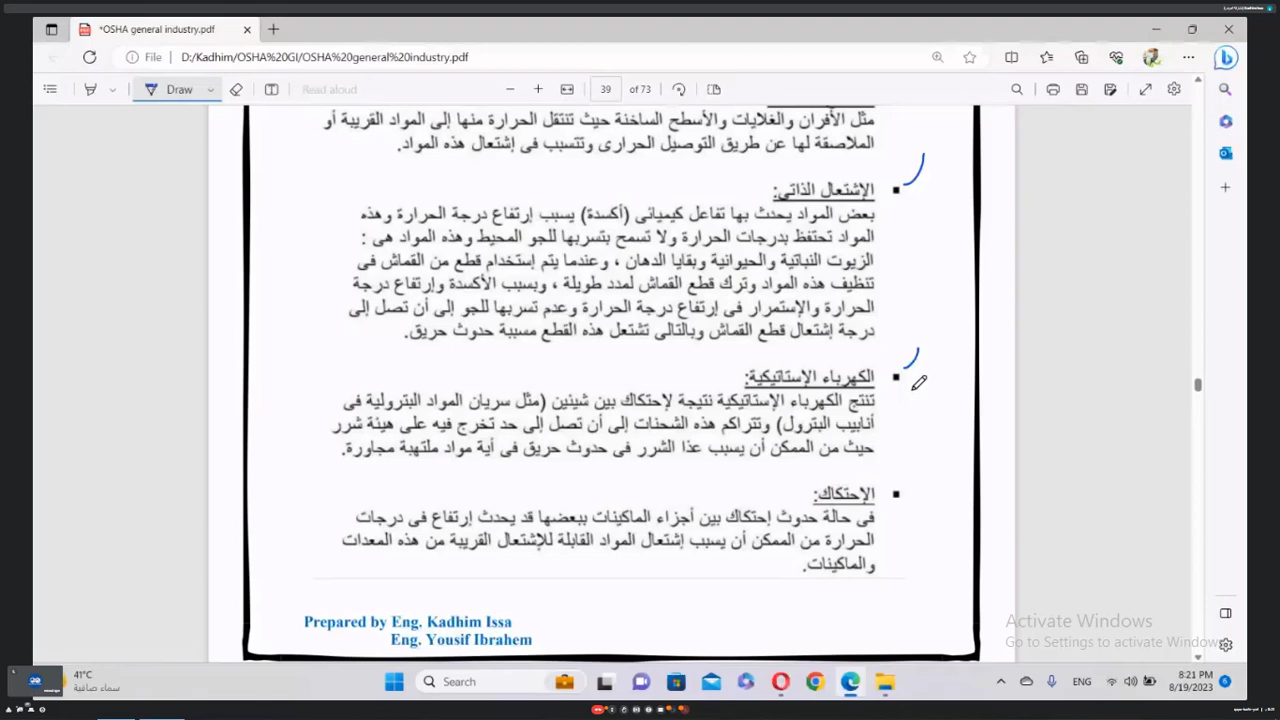 *OSHA general industry.pdf
File
D:/Kadhim/OSHA%20GI/OSHA%20general%20industry.pdf
Draw
Read aloud
39 of 73
مثل الأفران والغلايات والأسطح الساخنة حيث تنتقل الحرارة منها إلى المواد القريبة أو
الملاصقة لها عن طريق التوصيل الحرارى وتتسبب فى إشتعال هذه المواد.
▪ الإشتعال الذاتى:
بعض المواد يحدث بها تفاعل كيميائى (أكسدة) يسبب إرتفاع درجة الحرارة وهذه
المواد تحتفظ بدرجات الحرارة ولا تسمح بتسربها للجو المحيط وهذه المواد هى :
الزيوت النباتية والحيوانية وبقايا الدهان ، وعندما يتم إستخدام قطع من القماش فى
تنظيف هذه المواد وترك قطع القماش لمدد طويلة ، وبسبب الأكسدة وإرتفاع درجة
الحرارة والإستمرار فى إرتفاع درجة الحرارة وعدم تسربها للجو إلى أن تصل إلى
درجة إشتعال قطع القماش وبالتالى تشتعل هذه القطع مسببة حدوث حريق.
▪ الكهرباء الإستاتيكية:
تنتج الكهرباء الإستاتيكية نتيجة لإحتكاك بين شيئين (مثل سريان المواد البترولية فى
أنابيب البترول) وتتراكم هذه الشحنات إلى أن تصل إلى حد تخرج فيه على هيئة شرر
حيث من الممكن أن يسبب عذا الشرر فى حدوث حريق فى أية مواد ملتهبة مجاورة.
▪ الإحتكاك:
فى حالة حدوث إحتكاك بين أجزاء الماكينات ببعضها قد يحدث إرتفاع فى درجات
الحرارة من الممكن أن يسبب إشتعال المواد القابلة للإشتعال القريبة من هذه المعدات
والماكينات.
Prepared by Eng. Kadhim Issa
Eng. Yousif Ibrahem
Activate Windows
Go to Settings to activate Windows.
41°C
سماء صافية
Search
ENG
8:21 PM
8/19/2023